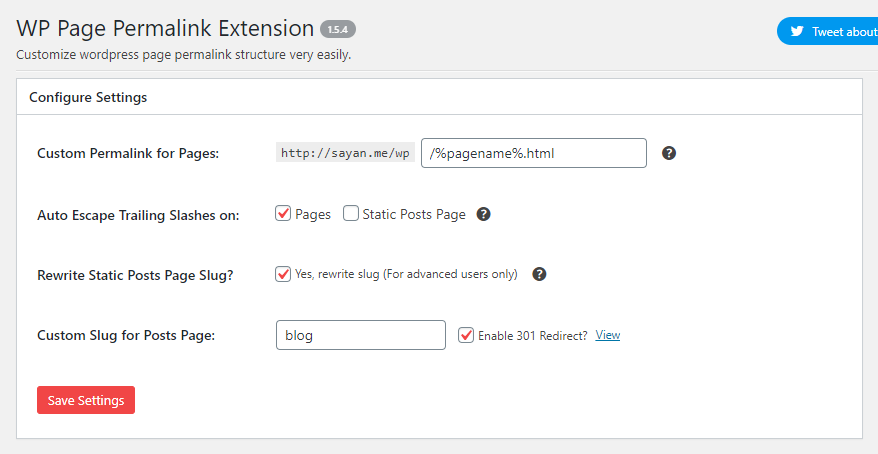 WP Page Permalink Extension 1.5.4
Tweet about
Customize wordpress page permalink structure very easily.
Configure Settings
Custom Permalink for Pages: http://sayan.me/wp /%pagename%.html ?
Auto Escape Trailing Slashes on: Pages Static Posts Page ?
Rewrite Static Posts Page Slug? Yes, rewrite slug (For advanced users only) ?
Custom Slug for Posts Page: blog Enable 301 Redirect? View
Save Settings